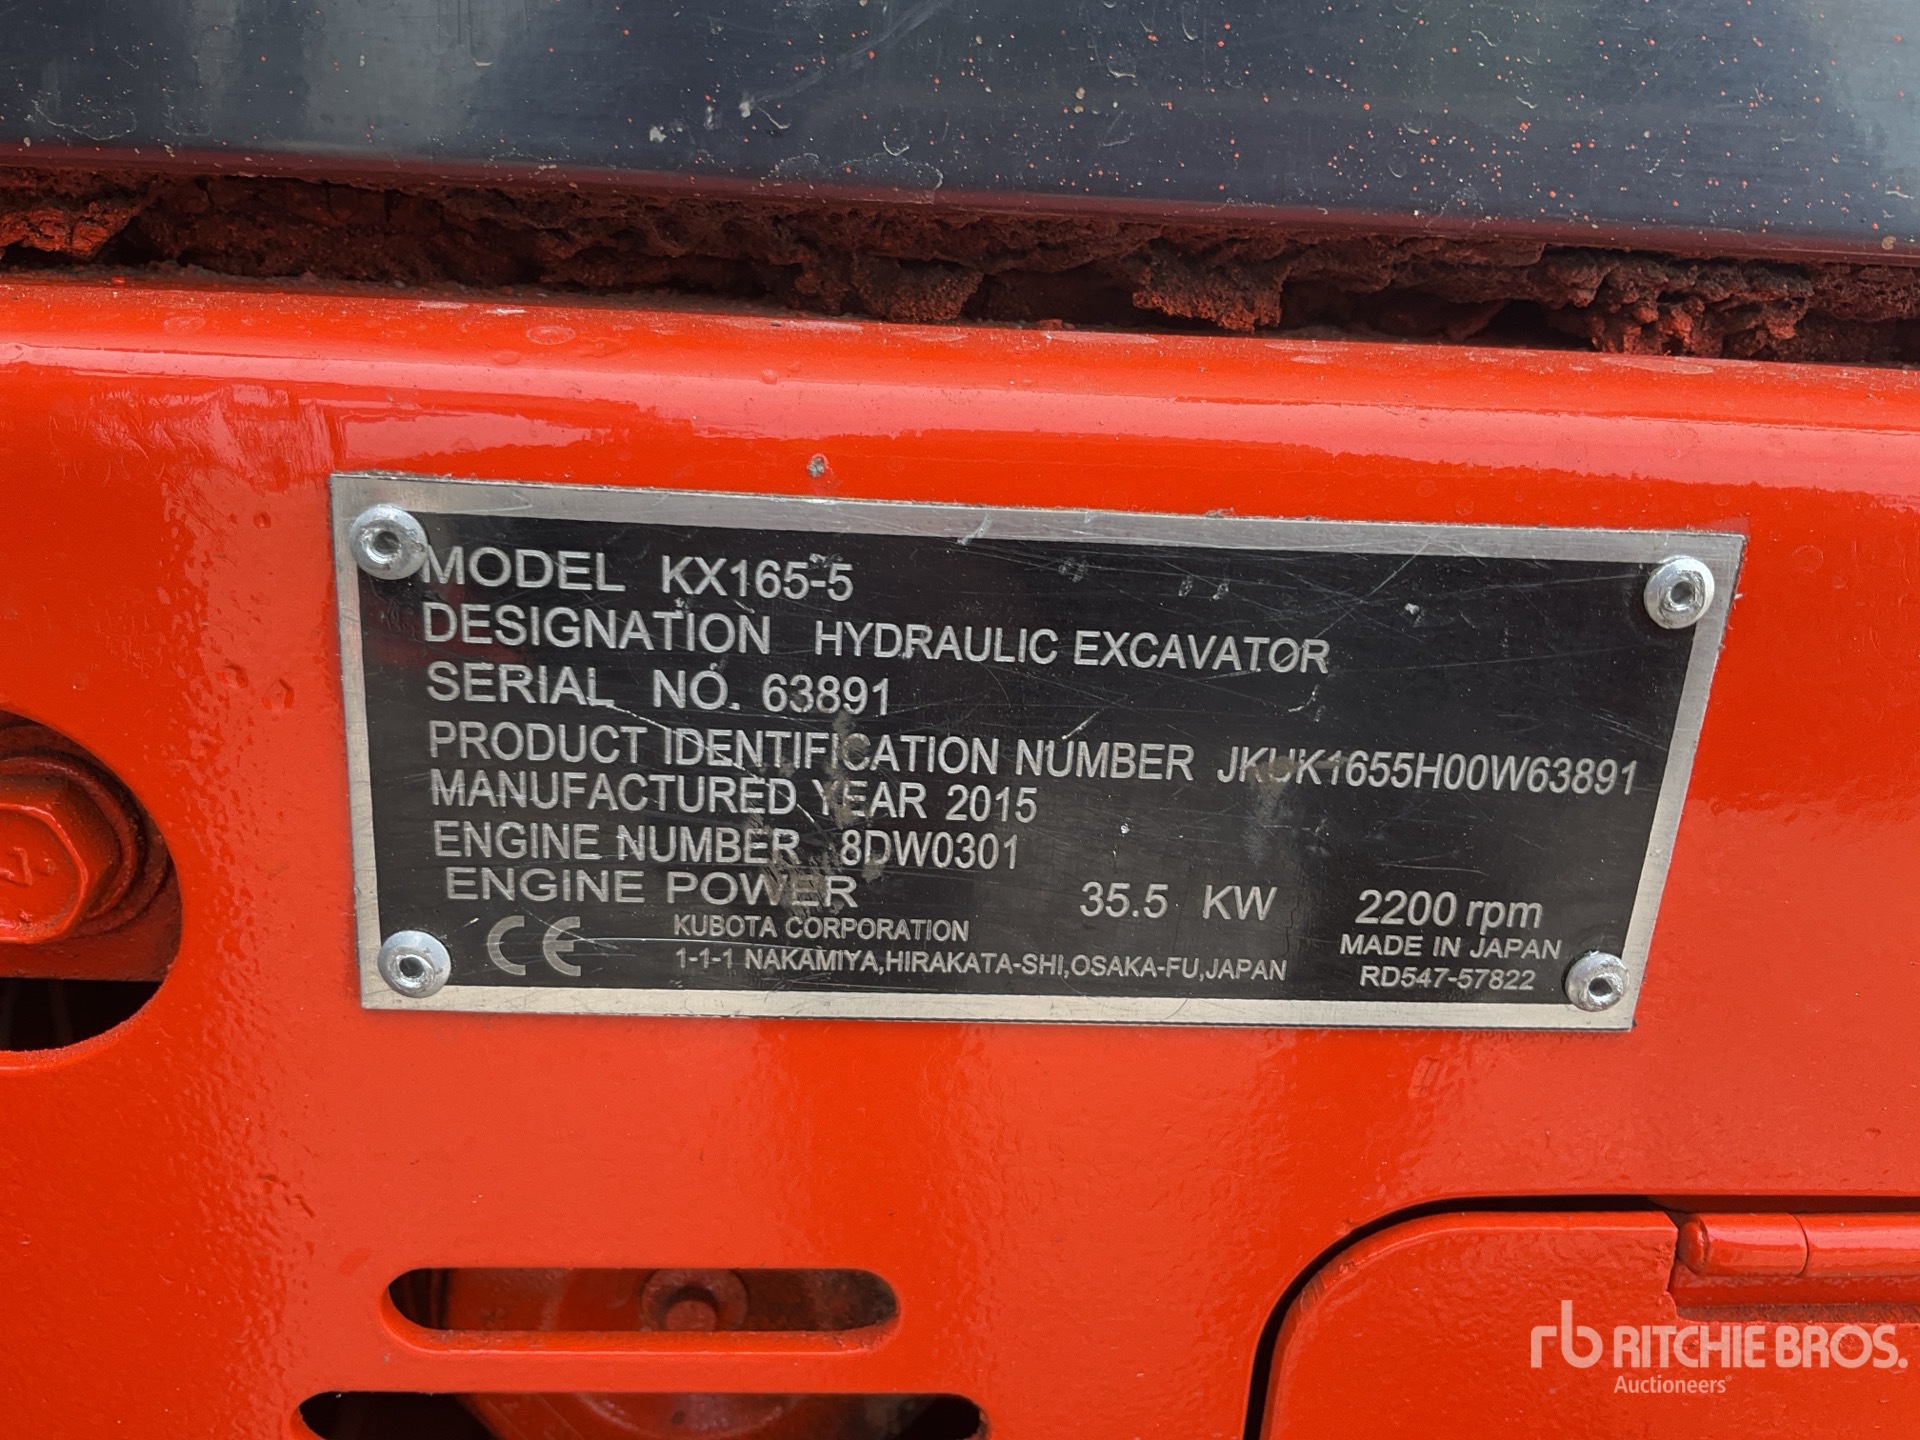 MODEL KX165-5
DESIGNATION HYDRAULIC EXCAVATOR
SERIAL NO. 63891
PRODUCT IDENTIFICATION NUMBER JKUK1655H00W63891
MANUFACTURED YEAR 2015
ENGINE NUMBER 8DW0301
ENGINE POWER 35.5 KW 2200 rpm
CE KUBOTA CORPORATION MADE IN JAPAN
1-1-1 NAKAMIYA,HIRAKATA-SHI,OSAKA-FU,JAPAN RD547-57822
rb RITCHIE BROS.
Auctioneers